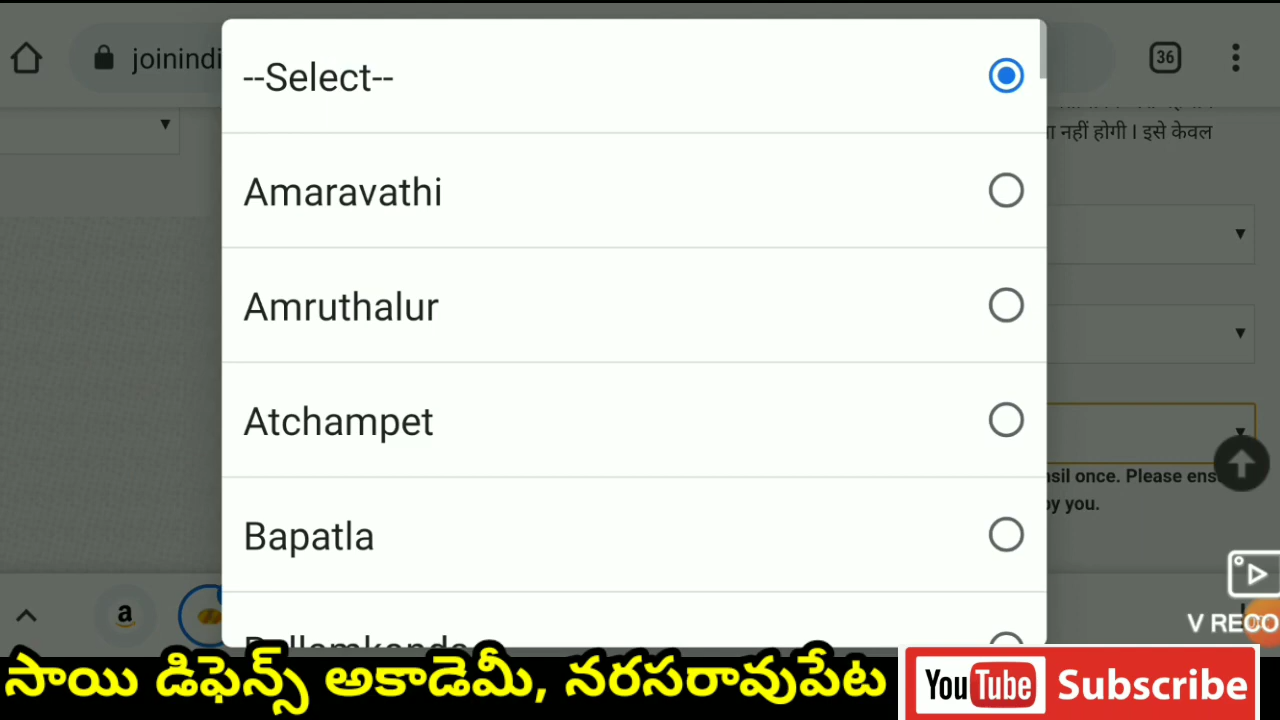 joinindi
36
--Select--
नहीं होगी । इसे केवल
Amaravathi
Amruthalur
Atchampet
sil once. Please ens
by you.
Bapatla
a
V RECO
సాయి డిఫెన్స్ అకాడెమీ, నరసరావుపేట
YouTube Subscribe